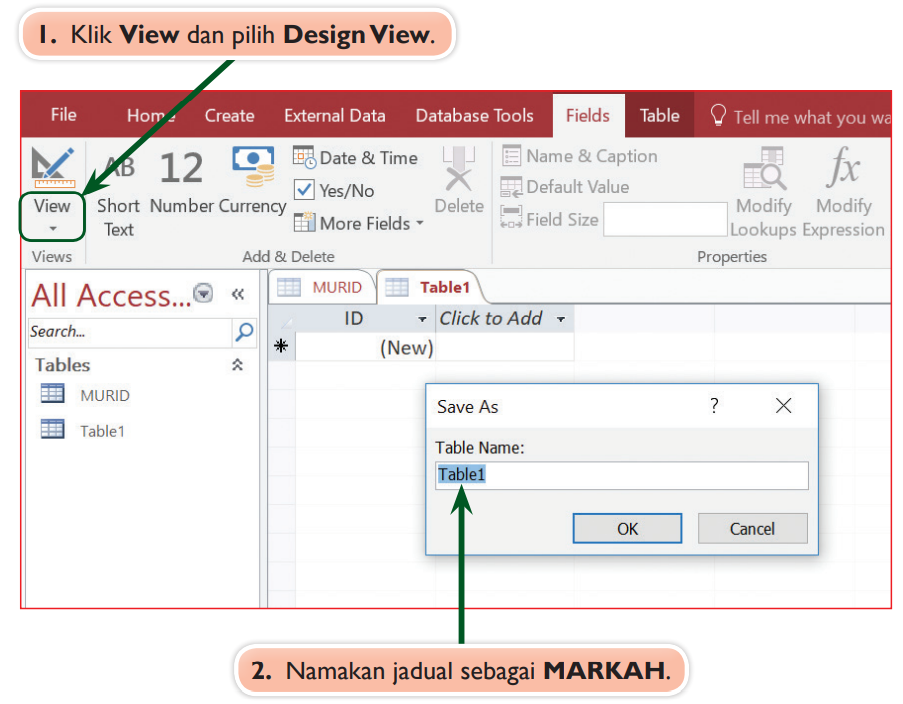 1. Klik View dan pilih Design View.
File Home Create External Data Database Tools Fields Table Tell me what you wa
View
AB
Short Text
12
Number
Currency
Date & Time
Yes/No
More Fields
Delete
Name & Caption
Default Value
Field Size
Modify Lookups
fx
Modify Expression
Views Add & Delete Properties
All Access... «
Search...
Tables
MURID
Table1
MURID Table1
ID Click to Add
* (New)
Save As ? ×
Table Name:
Table1
OK Cancel
2. Namakan jadual sebagai MARKAH.